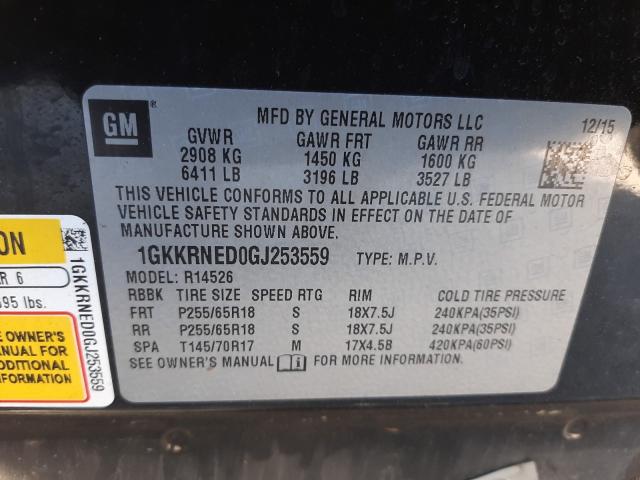 GM ®
MFD BY GENERAL MOTORS LLC
12/15
GVWR GAWR FRT GAWR RR
2908 KG 1450 KG 1600 KG
6411 LB 3196 LB 3527 LB
THIS VEHICLE CONFORMS TO ALL APPLICABLE U.S. FEDERAL MOTOR
VEHICLE SAFETY STANDARDS IN EFFECT ON THE DATE OF
MANUFACTURE SHOWN ABOVE.
1GKKRNED0GJ253559 TYPE: M.P.V.
MODEL: R14526
RBBK TIRE SIZE SPEED RTG RIM COLD TIRE PRESSURE
FRT P255/65R18 S 18X7.5J 240KPA(35PSI)
RR P255/65R18 S 18X7.5J 240KPA(35PSI)
SPA T145/70R17 M 17X4.5B 420KPA(60PSI)
SEE OWNER'S MANUAL i FOR MORE INFORMATION.
ON
R 6
95 lbs.
E OWNER'S
NUAL FOR
ADDITIONAL
INFORMATION
1GKKRNED0GJ253559